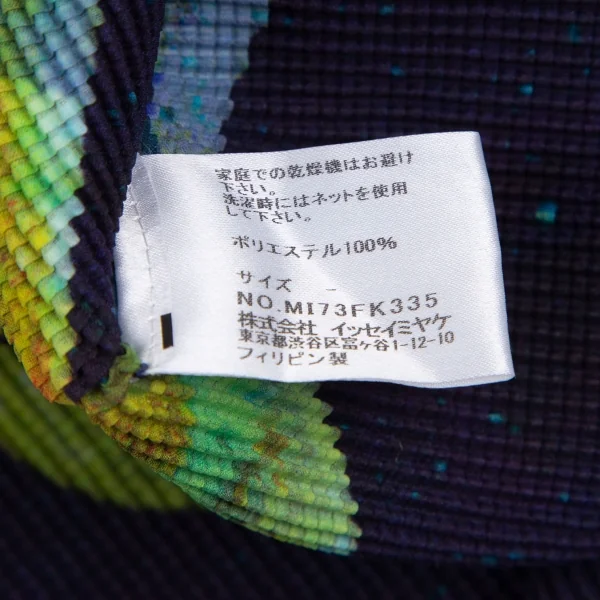 家庭での乾燥機はお避け
下さい。
洗濯時にはネットを使用
して下さい。
ポリエステル100%
サイズ －
NO.MI73FK335
株式会社 イッセイミヤケ
東京都渋谷区富ヶ谷1-12-10
フィリピン製